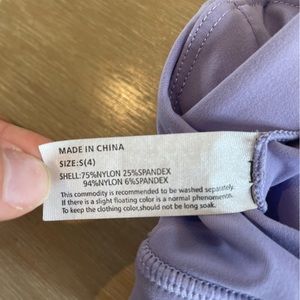 MADE IN CHINA
SIZE:S(4)
SHELL:75%NYLON 25%SPANDEX
94%NYLON 6%SPANDEX
This commodity is recommended to be washed separately.
If there is a slight floating color is a normal phenomenon.
To keep the clothing color,should not be long soak.